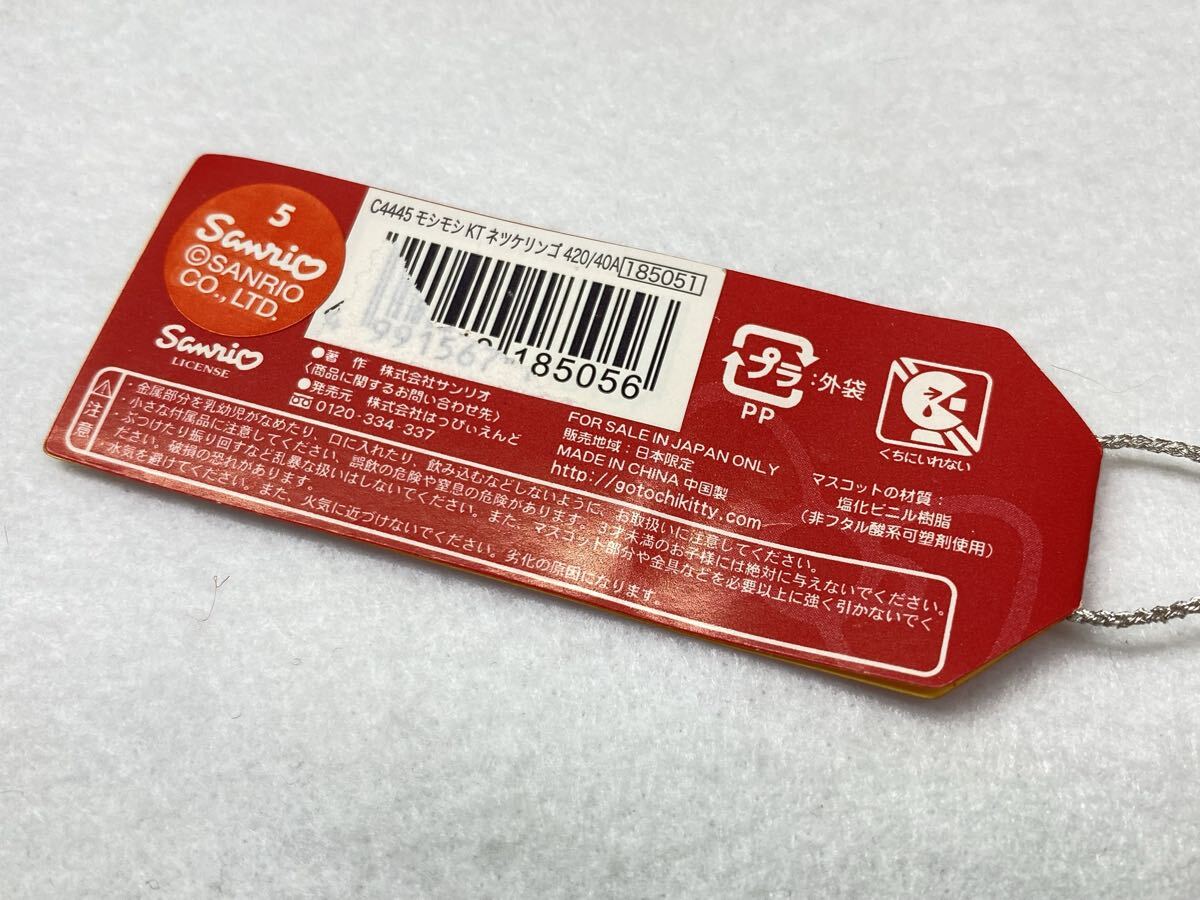 5
Sanrio
©SANRIO
CO., LTD.
Sanrio
LICENSE
C4445 モシモシ KT ネツケリンゴ 420/40A 185051
185056
●著 作 株式会社サンリオ
〈商品に関するお問い合わせ先〉
●発売元 株式会社はっぴぃえんど
0120-334-337
FOR SALE IN JAPAN ONLY
販売地域：日本限定
MADE IN CHINA 中国製
http://gotochikitty.com
プラ
：外袋
PP
くちにいれない
マスコットの材質：
塩化ビニル樹脂
（非フタル酸系可塑剤使用）
注意
・金属部分を乳幼児がなめたり、口に入れたり、飲み込むなどしないように、お取扱いに注意してください。
・小さな付属品に注意してください。誤飲の危険や窒息の危険があります。3才未満のお子様には絶対に与えないでください。
・ぶつけたり振り回すなど乱暴な扱いはしないでください。また、マスコット部分や金具などを必要以上に強く引かないでく
ださい。破損の恐れがあります。
水気を避けてください。また、火気に近づけないでください。劣化の原因になります。